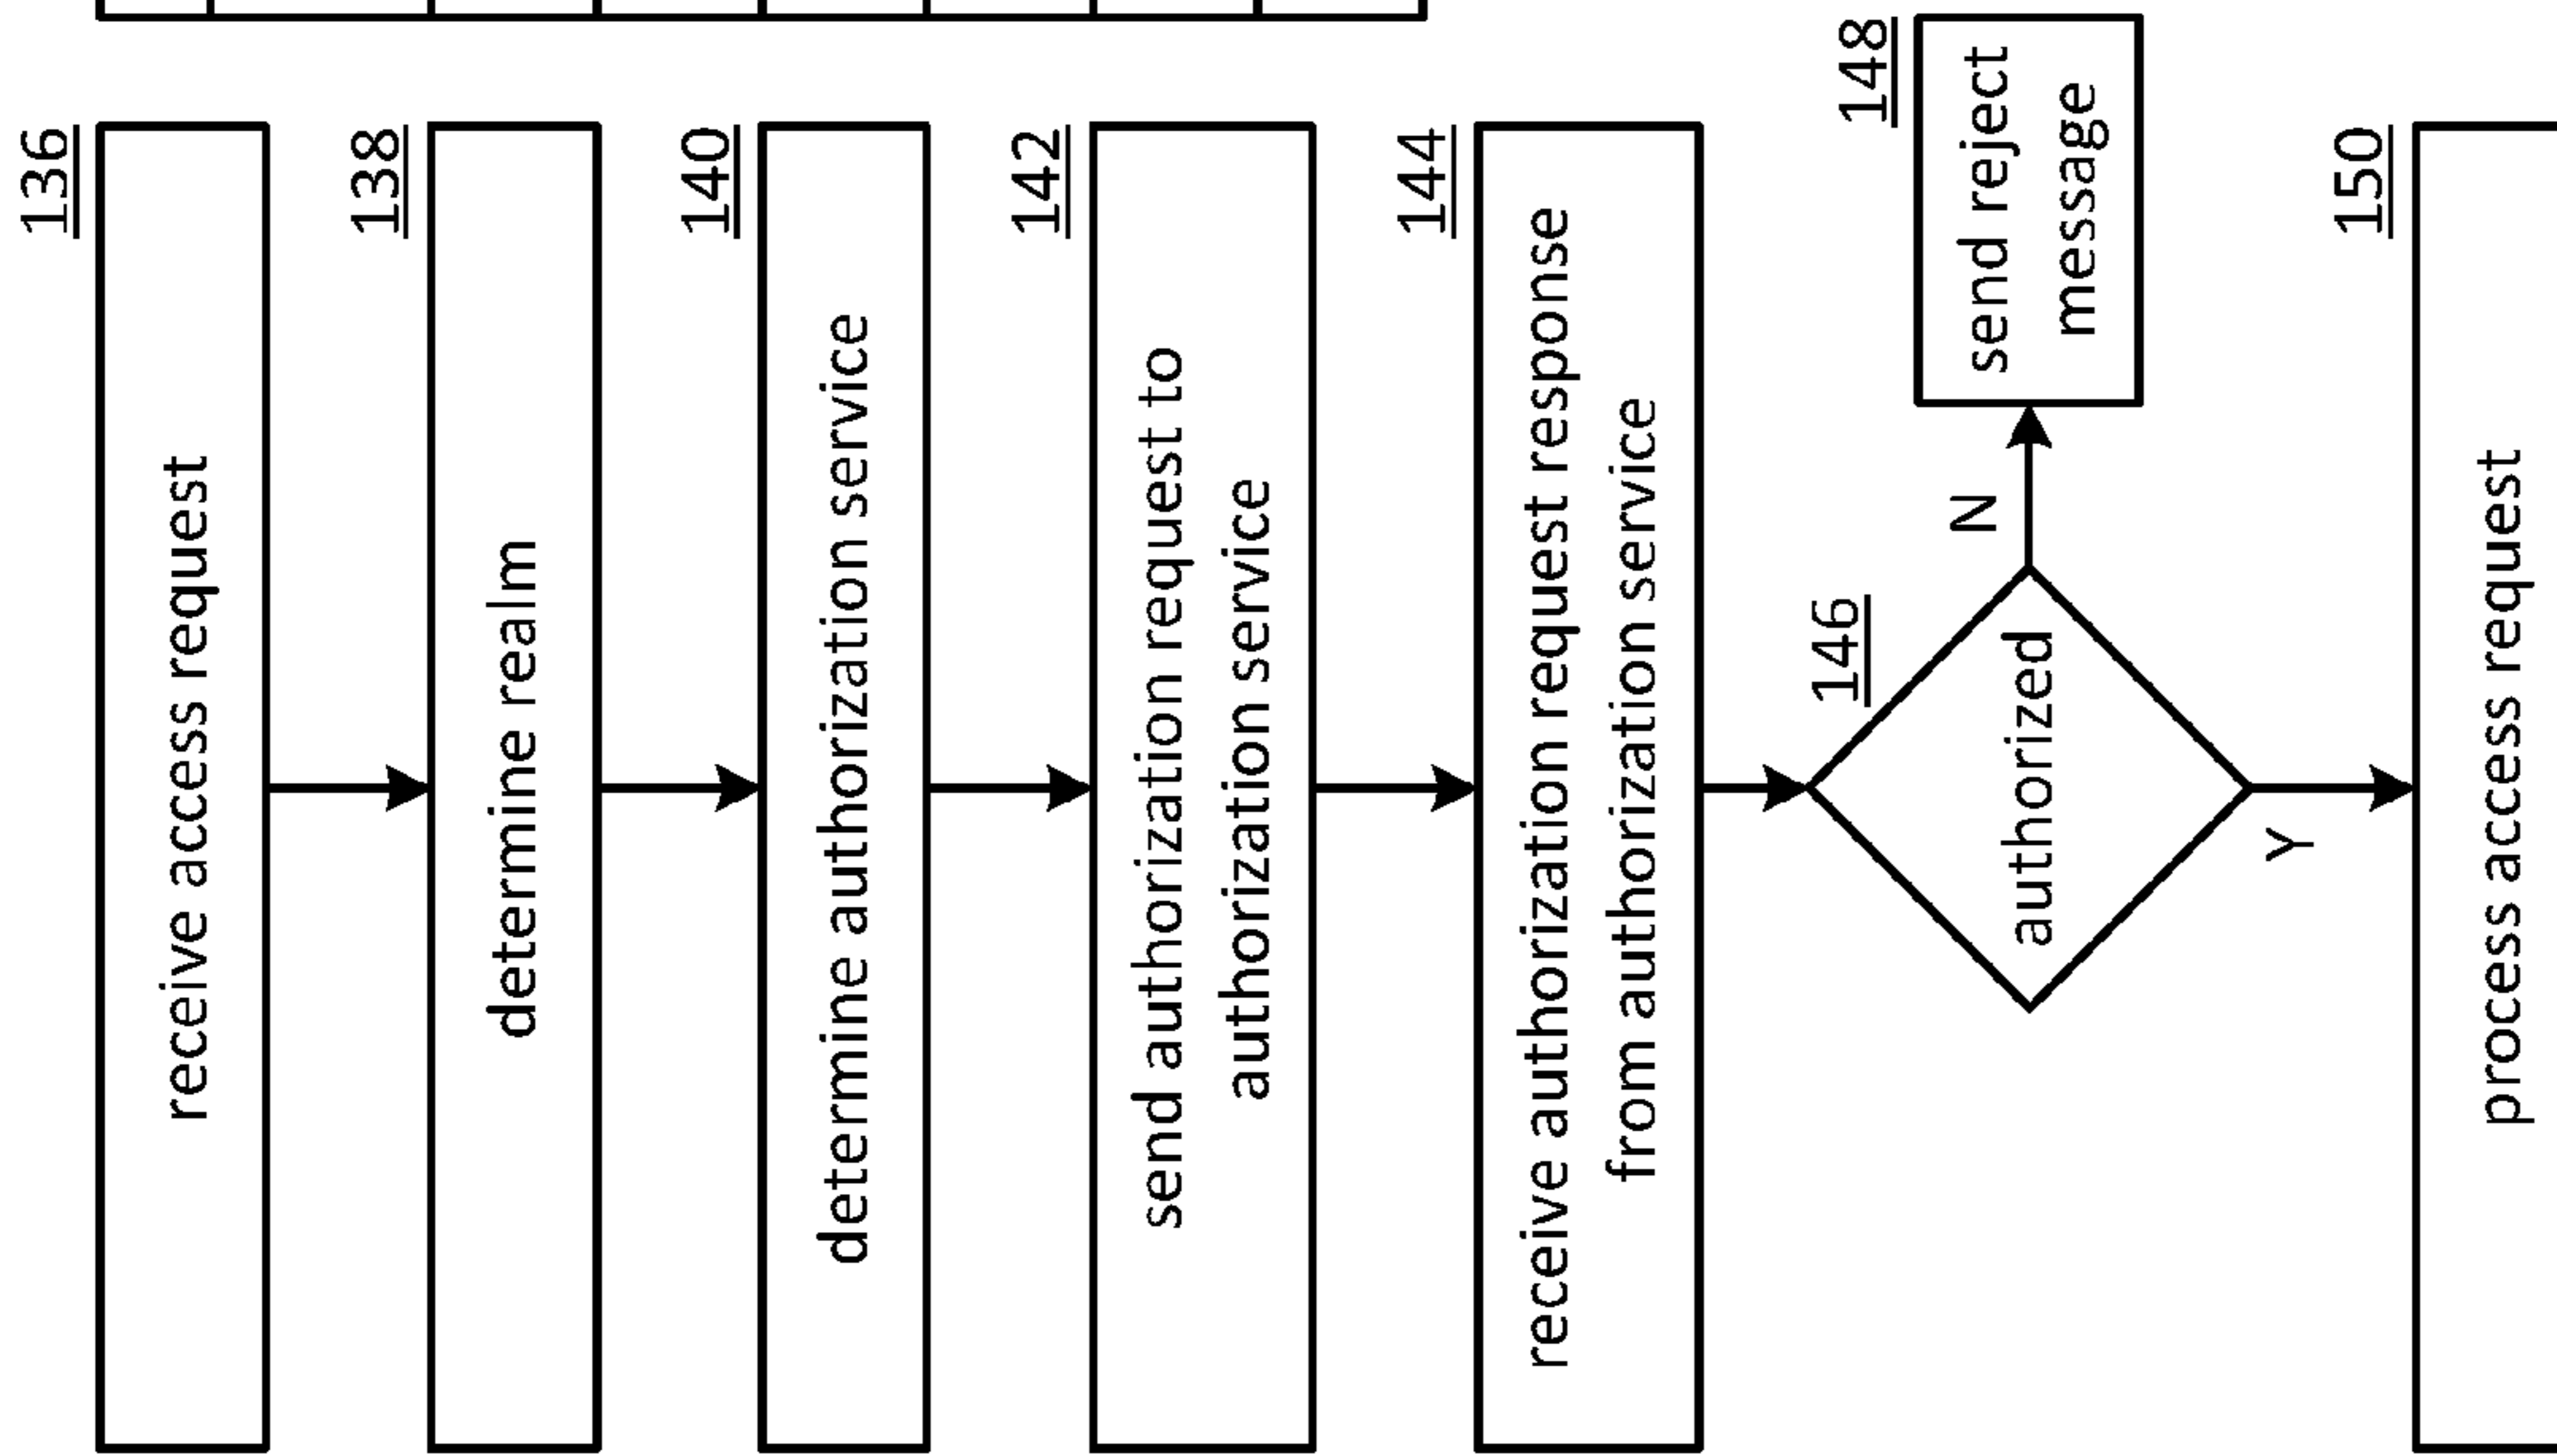 136
receive access request
138
determine realm
140
determine authorization service
142
send authorization request to
authorization service
144
receive authorization request response
from authorization service
146
authorized
N
148
send reject
message
Y
150
process access request